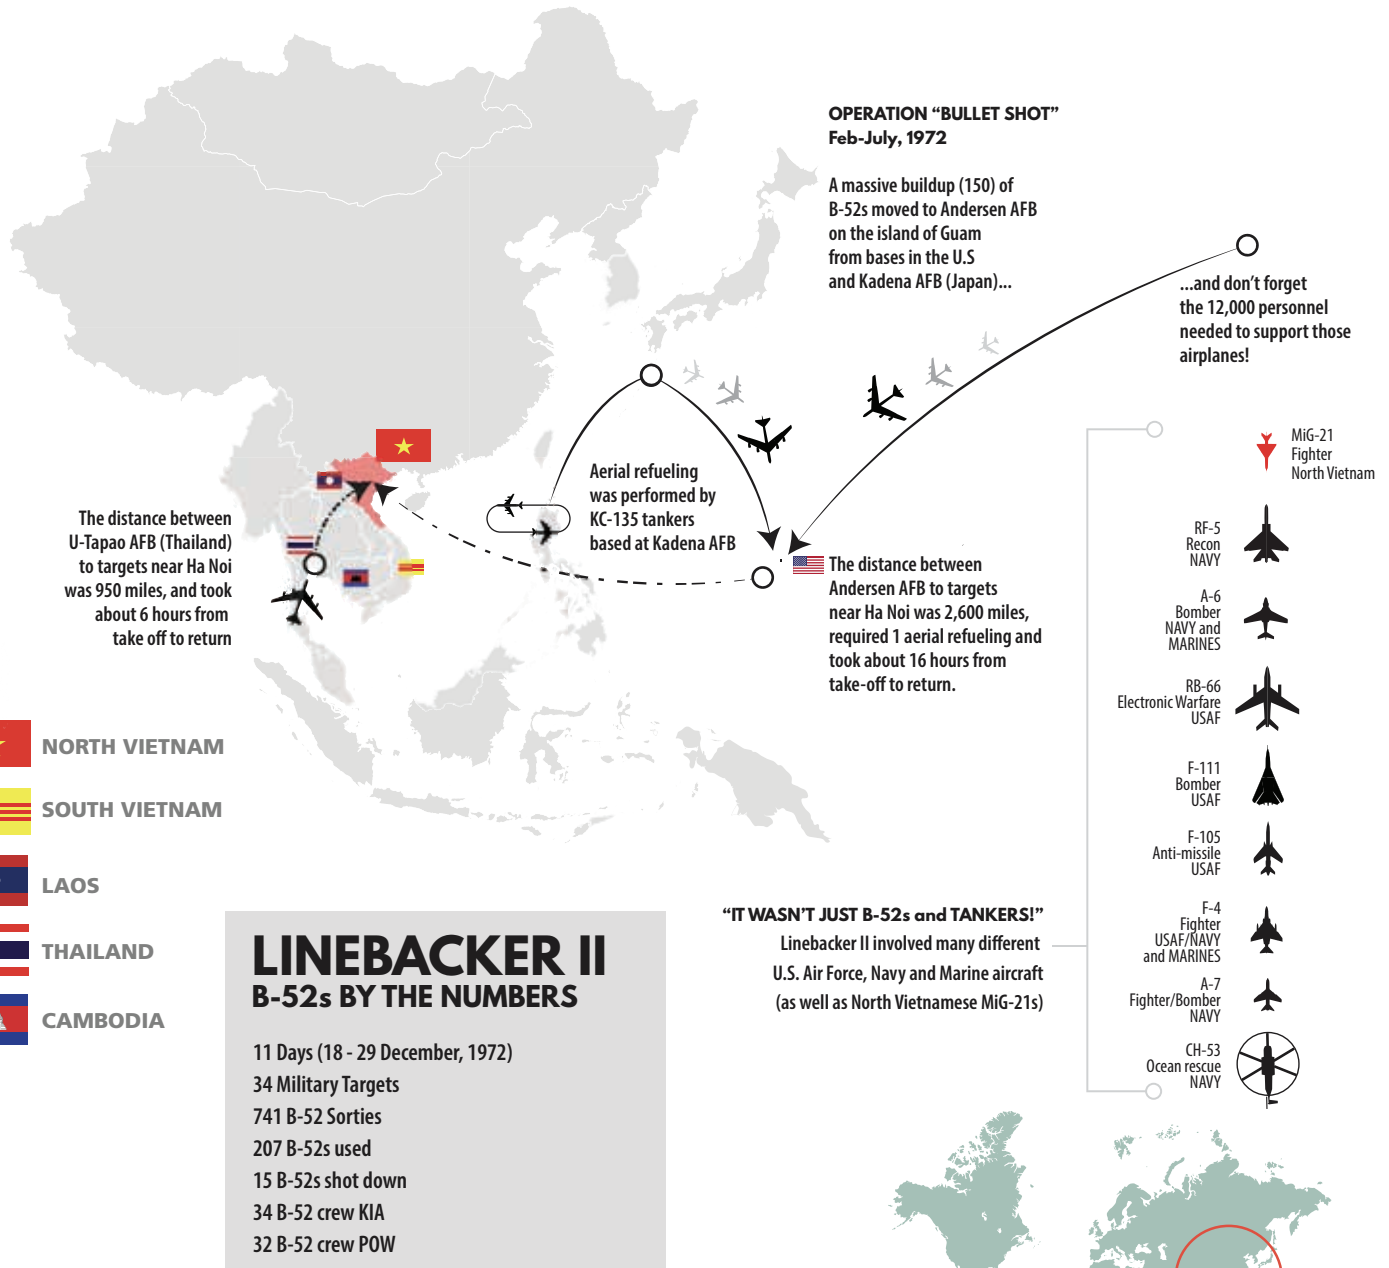 OPERATION “BULLET SHOT”
Feb-July, 1972
A massive buildup (150) of
B-52s moved to Andersen AFB
on the island of Guam
from bases in the U.S
and Kadena AFB (Japan)...
...and don’t forget
the 12,000 personnel
needed to support those
airplanes!
Aerial refueling
was performed by
KC-135 tankers
based at Kadena AFB
The distance between
U-Tapao AFB (Thailand)
to targets near Ha Noi
was 950 miles, and took
about 6 hours from
take off to return
The distance between
Andersen AFB to targets
near Ha Noi was 2,600 miles,
required 1 aerial refueling and
took about 16 hours from
take-off to return.
MiG-21
Fighter
North Vietnam
RF-5
Recon
NAVY
A-6
Bomber
NAVY and
MARINES
RB-66
Electronic Warfare
USAF
F-111
Bomber
USAF
F-105
Anti-missile
USAF
F-4
Fighter
USAF/NAVY
and MARINES
A-7
Fighter/Bomber
NAVY
CH-53
Ocean rescue
NAVY
NORTH VIETNAM
SOUTH VIETNAM
LAOS
THAILAND
CAMBODIA
“IT WASN’T JUST B-52s and TANKERS!”
Linebacker II involved many different
U.S. Air Force, Navy and Marine aircraft
(as well as North Vietnamese MiG-21s)
LINEBACKER II
B-52s BY THE NUMBERS
11 Days (18 - 29 December, 1972)
34 Military Targets
741 B-52 Sorties
207 B-52s used
15 B-52s shot down
34 B-52 crew KIA
32 B-52 crew POW